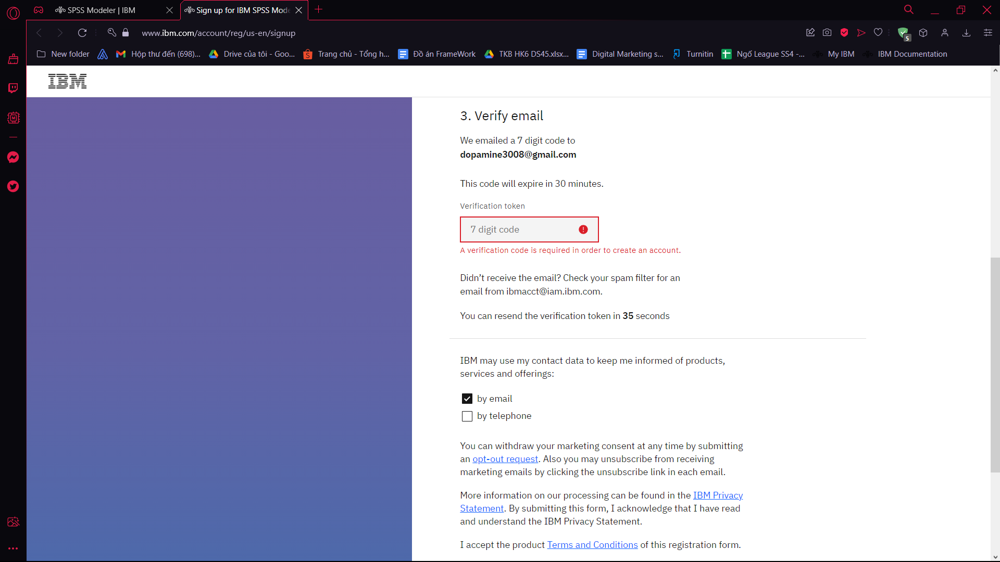 SPSS Modeler | IBM
Sign up for IBM SPSS Mode
www.ibm.com/account/reg/us-en/signup
5
New folder
Hộp thư đến (698)...
Drive của tôi - Goo...
Trang chủ - Tổng h...
Đồ án FrameWork
TKB HK6 DS45.xlsx...
Digital Marketing s...
Turnitin
Ngố League SS4 -...
My IBM
IBM Documentation
IBM
3. Verify email
We emailed a 7 digit code to
dopamine3008@gmail.com
This code will expire in 30 minutes.
Verification token
7 digit code
A verification code is required in order to create an account.
Didn’t receive the email? Check your spam filter for an
email from ibmacct@iam.ibm.com.
You can resend the verification token in 35 seconds
IBM may use my contact data to keep me informed of products,
services and offerings:
by email
by telephone
You can withdraw your marketing consent at any time by submitting
an opt-out request. Also you may unsubscribe from receiving
marketing emails by clicking the unsubscribe link in each email.
More information on our processing can be found in the IBM Privacy
Statement. By submitting this form, I acknowledge that I have read
and understand the IBM Privacy Statement.
I accept the product Terms and Conditions of this registration form.